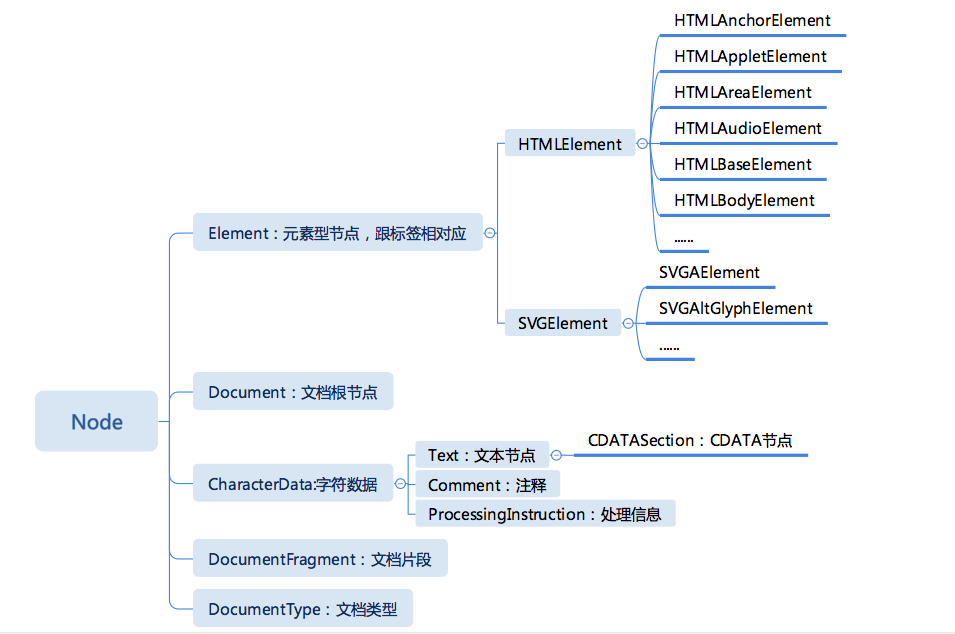 Node
Element：元素型节点，跟标签相对应
HTMLElement
HTMLAnchorElement
HTMLAppletElement
HTMLAreaElement
HTMLAudioElement
HTMLBaseElement
HTMLBodyElement
......
SVGElement
SVGAElement
SVGAltGlyphElement
......
Document：文档根节点
CharacterData:字符数据
Text：文本节点
CDATASection：CDATA节点
Comment：注释
ProcessingInstruction：处理信息
DocumentFragment：文档片段
DocumentType：文档类型